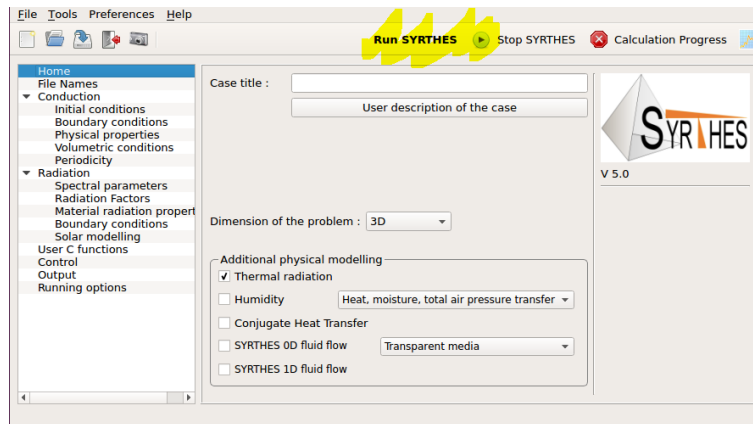 File Tools Preferences Help
Run SYRTHES Stop SYRTHES Calculation Progress
Home
File Names
Conduction
Initial conditions
Boundary conditions
Physical properties
Volumetric conditions
Periodicity
Radiation
Spectral parameters
Radiation Factors
Material radiation propert
Boundary conditions
Solar modelling
User C functions
Control
Output
Running options
Case title :
User description of the case
Dimension of the problem : 3D
Additional physical modelling
Thermal radiation
Humidity Heat, moisture, total air pressure transfer
Conjugate Heat Transfer
SYRTHES 0D fluid flow Transparent media
SYRTHES 1D fluid flow
SYRTHES
V 5.0